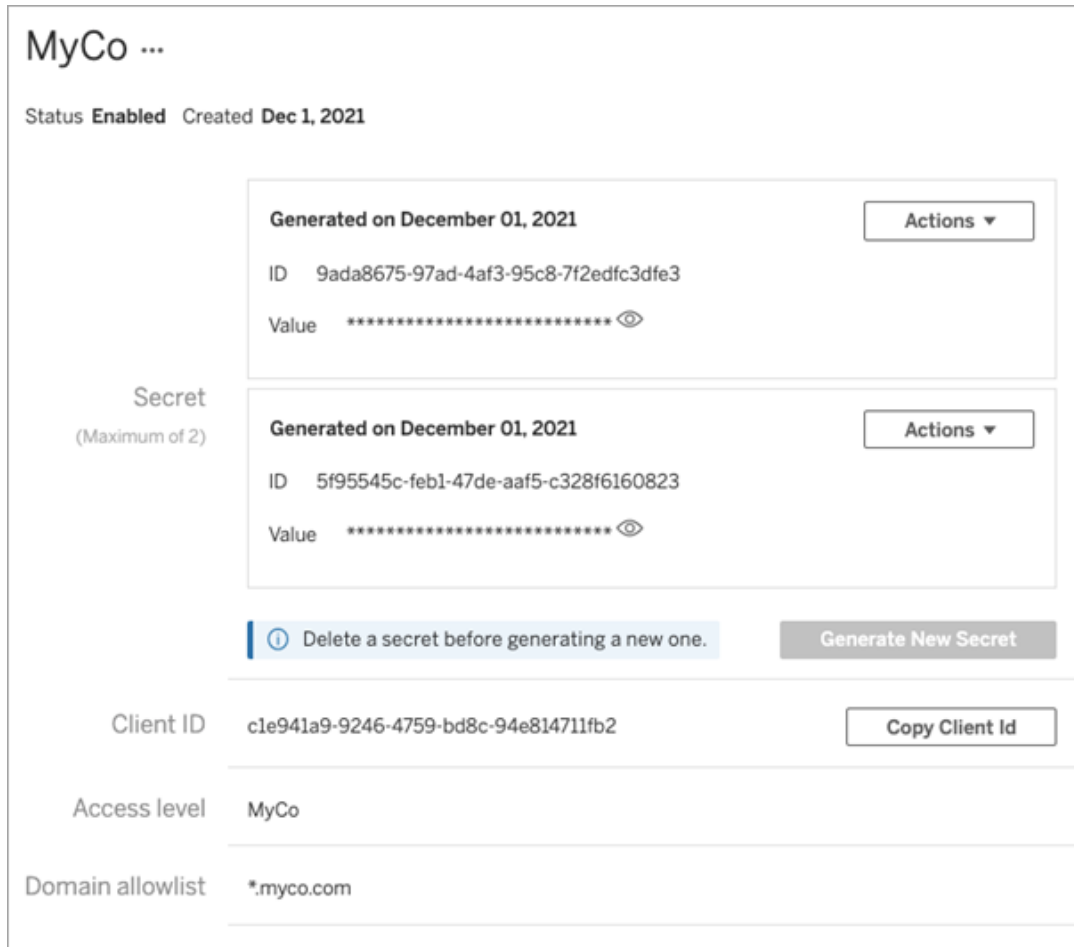 MyCo ...
Status Enabled Created Dec 1, 2021
Generated on December 01, 2021
Actions
ID 9ada8675-97ad-4af3-95c8-7f2edfc3dfe3
Value ***************************
Secret
(Maximum of 2)
Generated on December 01, 2021
Actions
ID 5f95545c-feb1-47de-aaf5-c328f6160823
Value ***************************
Delete a secret before generating a new one.
Generate New Secret
Client ID c1e941a9-9246-4759-bd8c-94e814711fb2
Copy Client Id
Access level MyCo
Domain allowlist *.myco.com